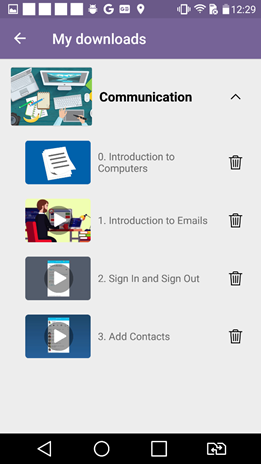 12:29
My downloads
Communication
0. Introduction to
Computers
1. Introduction to Emails
2. Sign In and Sign Out
3. Add Contacts